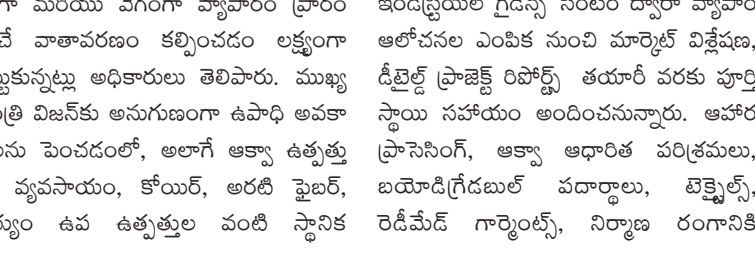 గా మరియు వేగంగా వ్యాపారం ప్రారం
చే వాతావరణం కల్పించడం లక్ష్యంగా
ట్టుకున్నట్లు అధికారులు తెలిపారు. ముఖ్య
త్రి విజన్‌కు అనుగుణంగా ఉపాధి అవకా
ను పెంచడంలో, అలాగే ఆక్వా ఉత్పత్తు
వ్యవసాయం, కోయిర్, అరటి ఫైబర్,
య్యం ఉప ఉత్పత్తుల వంటి స్థానిక
ఇండస్ట్రియల్ గైడెన్స్ సెంటర్ ద్వారా వ్యాపార
ఆలోచనల ఎంపిక నుంచి మార్కెట్ విశ్లేషణ,
డీటైల్డ్ ప్రాజెక్ట్ రిపోర్ట్స్ తయారీ వరకు పూర్తి
స్థాయి సహాయం అందించనున్నారు. ఆహార
ప్రాసెసింగ్, ఆక్వా ఆధారిత పరిశ్రమలు,
బయోడిగ్రేడబుల్ పదార్థాలు, టెక్స్టైల్స్,
రెడీమేడ్ గార్మెంట్స్, నిర్మాణ రంగానికి